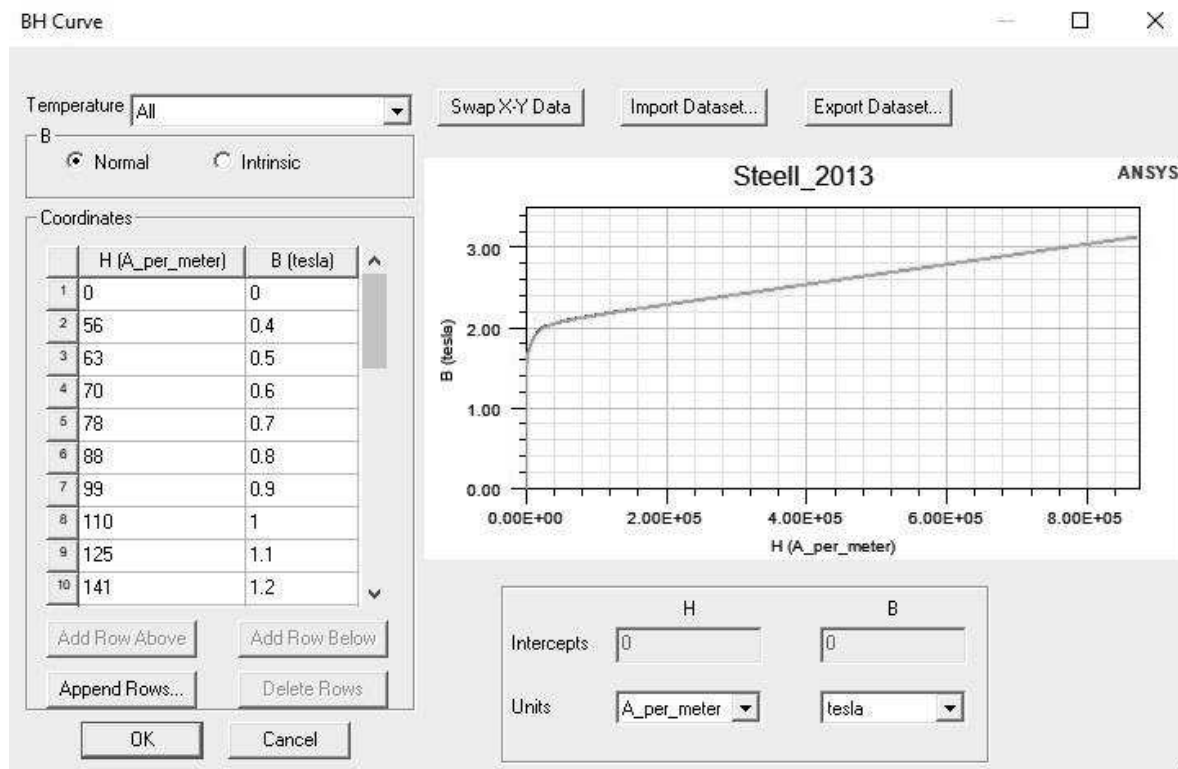 BH Curve
Temperature All
Swap X-Y Data Import Dataset... Export Dataset...
B
Normal Intrinsic
Coordinates
H (A_per_meter) B (tesla)
1 0 0
2 56 0.4
3 63 0.5
4 70 0.6
5 78 0.7
6 88 0.8
7 99 0.9
8 110 1
9 125 1.1
10 141 1.2
Add Row Above Add Row Below
Append Rows... Delete Rows
OK Cancel
Steell_2013
ANSYS
B (tesla)
3.00
2.00
1.00
0.00
0.00E+00 2.00E+05 4.00E+05 6.00E+05 8.00E+05
H (A_per_meter)
H B
Intercepts 0 0
Units A_per_meter tesla